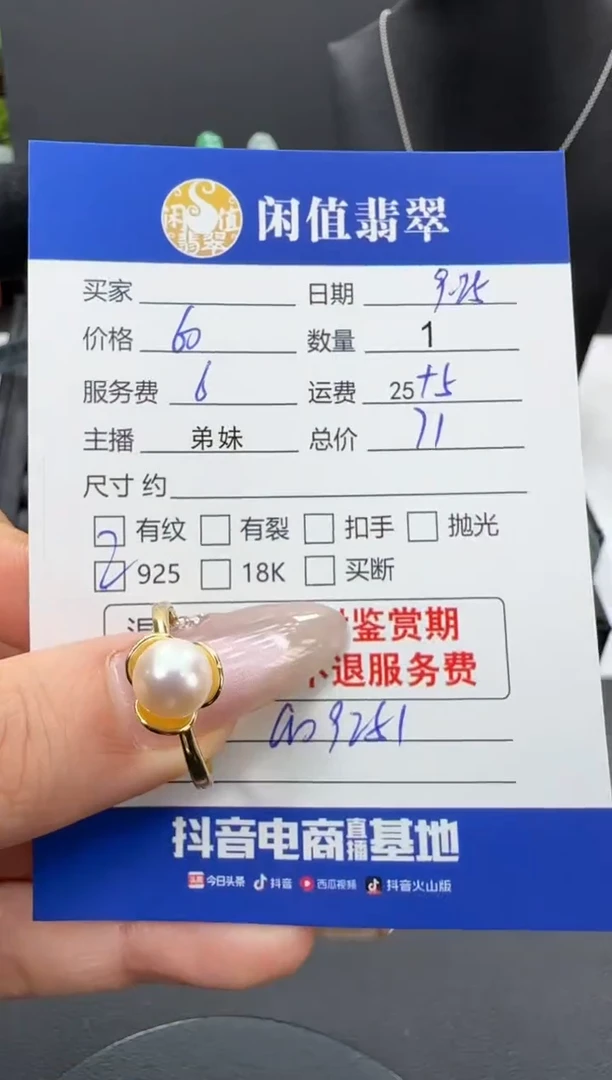 闲值翡翠
闲值翡翠
买家 日期 9.25
价格 60 数量 1
服务费 6 运费 25+5
主播 弟妹 总价 71
尺寸 约
有纹 有裂 扣手 抛光
925 18K 买断
鉴赏期
不退服务费
9251
抖音电商直播基地
头条 今日头条 抖音 西瓜视频 抖音火山版